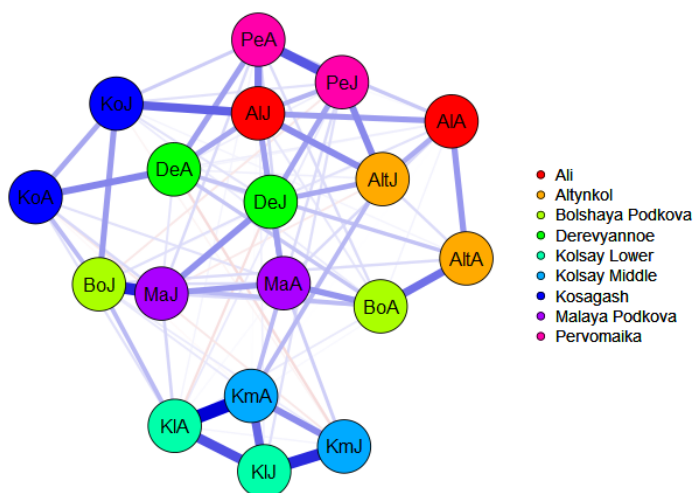 PeA
PeJ
KoJ
AlJ
AlA
DeA
AltJ
KoA
DeJ
AltA
BoJ
MaJ
MaA
BoA
KmA
KlA
KmJ
KlJ
Ali
Altynkol
Bolshaya Podkova
Derevyannoe
Kolsay Lower
Kolsay Middle
Kosagash
Malaya Podkova
Pervomaika